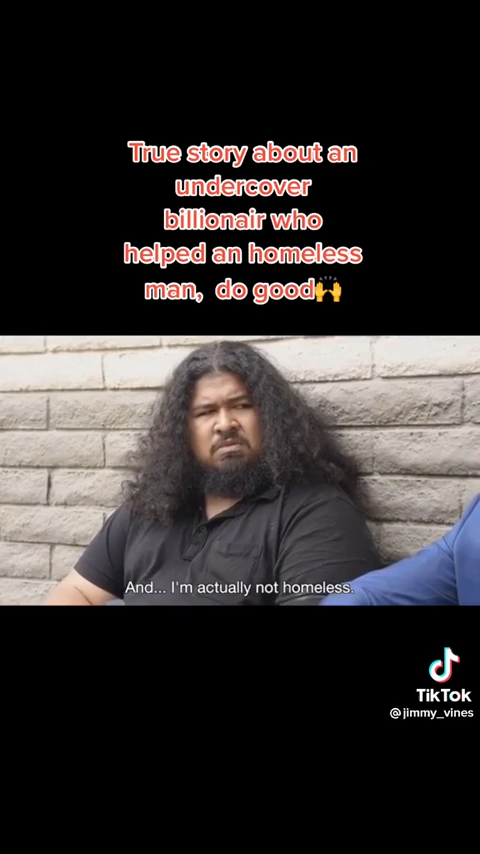 True story about an
undercover
billionair who
helped an homeless
man, do good🙌
And... I'm actually not homeless.
TikTok
@jimmy_vines